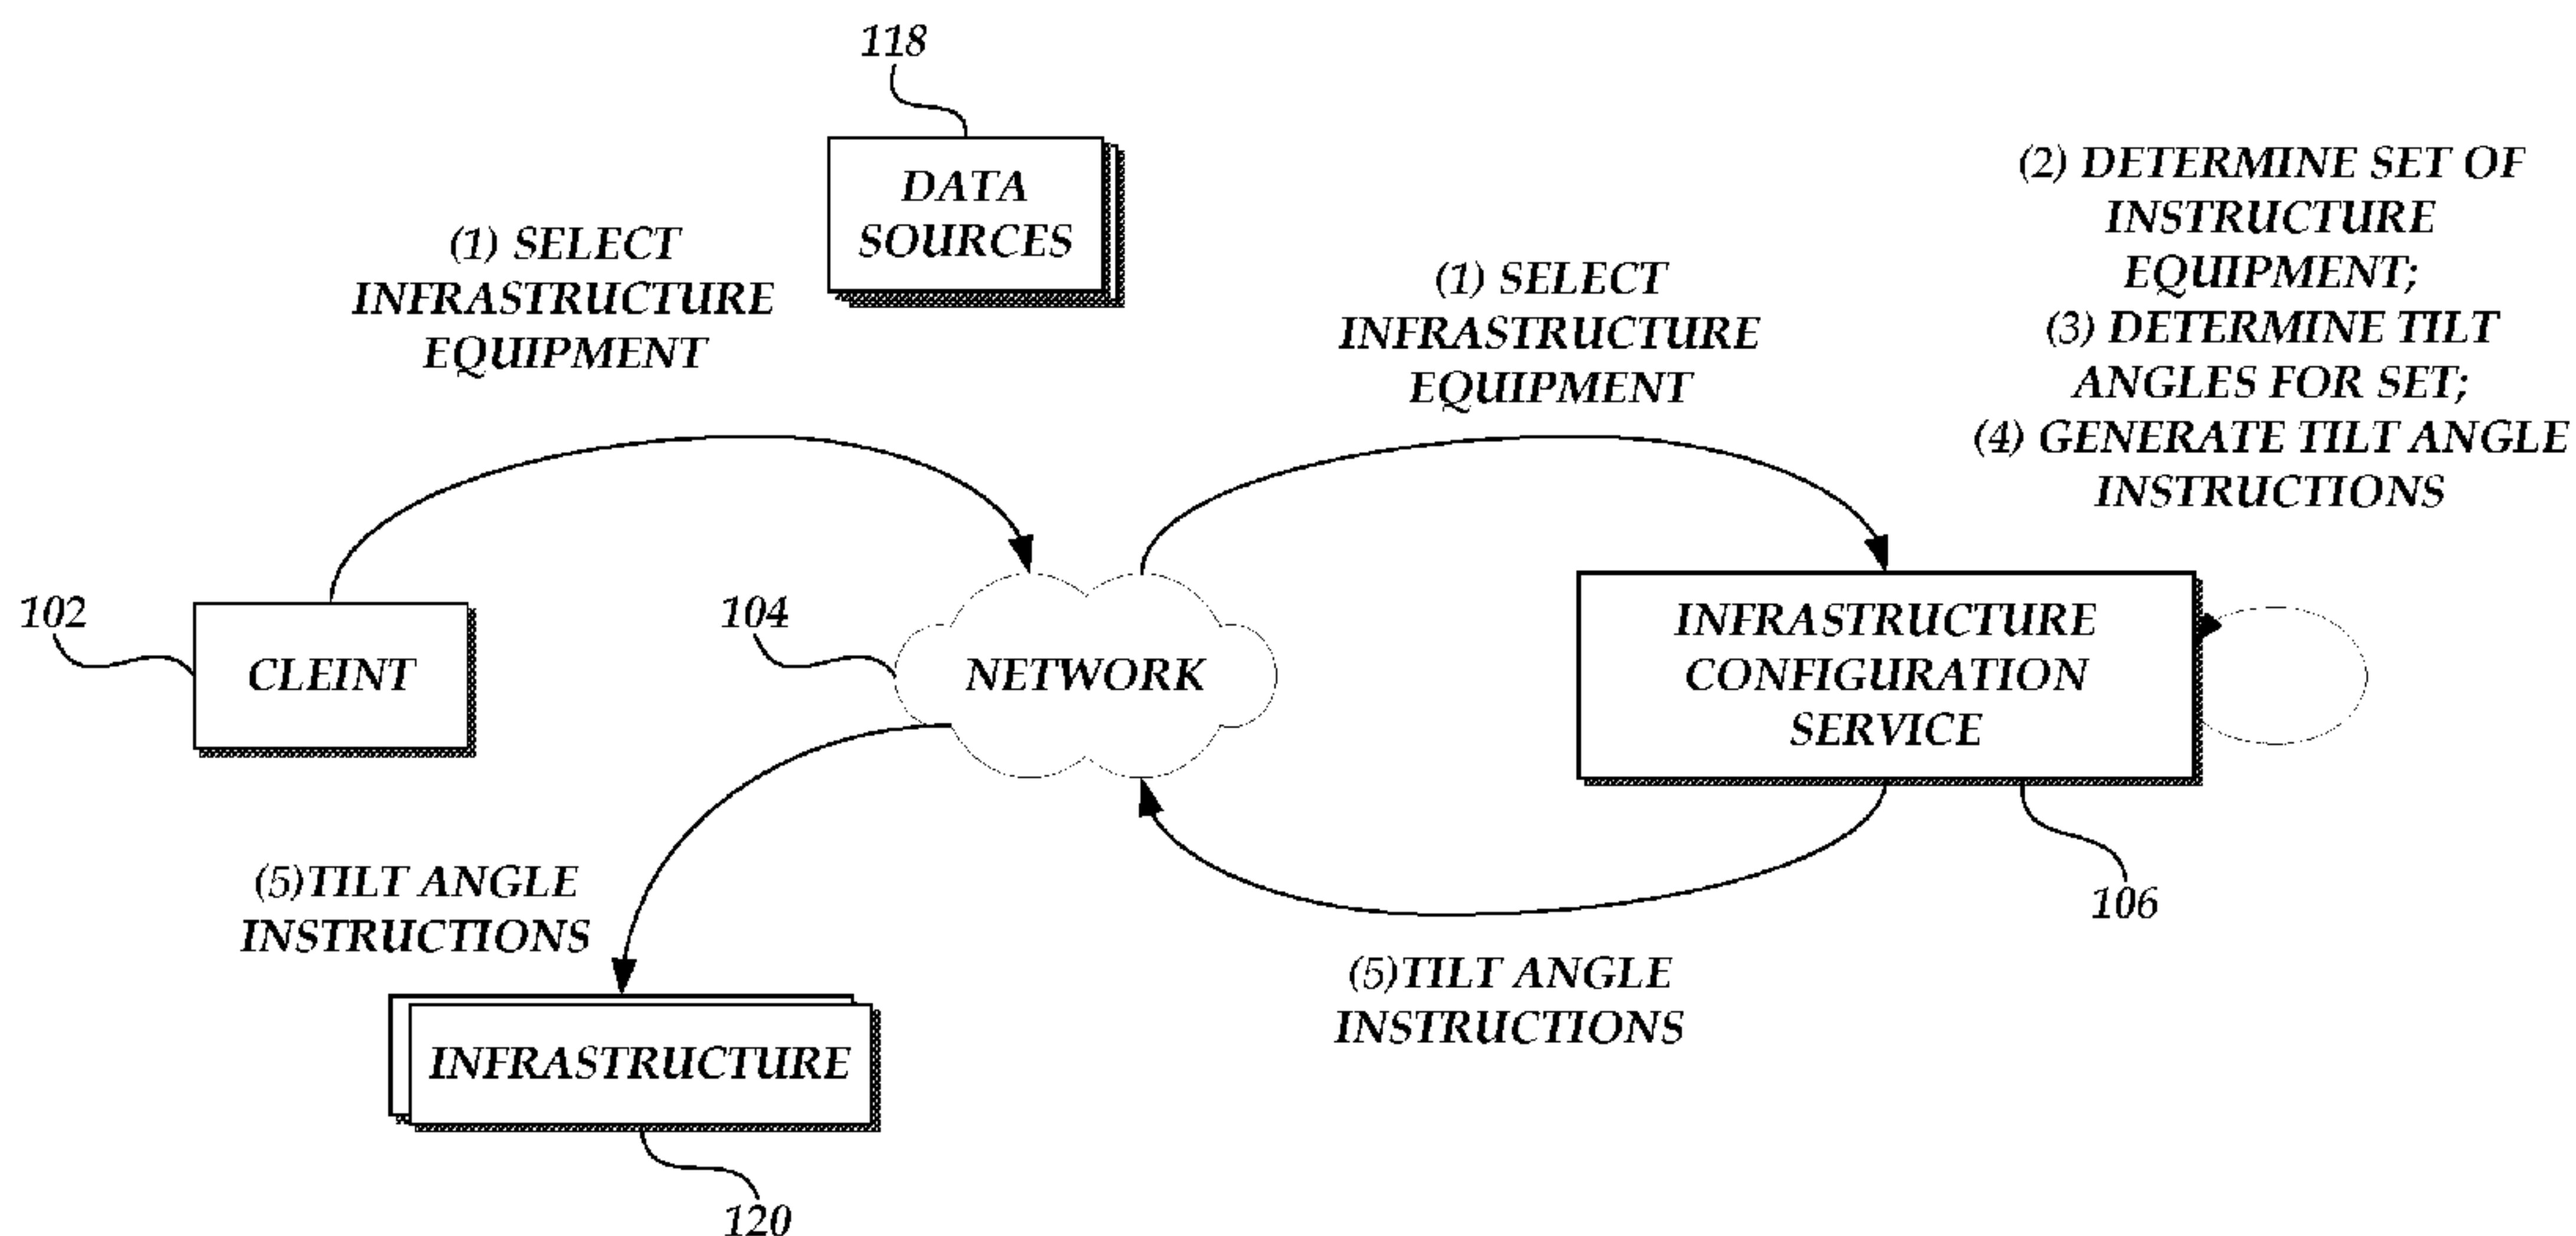 118
DATA
SOURCES
(1) SELECT
INFRASTRUCTURE
EQUIPMENT
(1) SELECT
INFRASTRUCTURE
EQUIPMENT
(2) DETERMINE SET OF
INSTRUCTURE
EQUIPMENT;
(3) DETERMINE TILT
ANGLES FOR SET;
(4) GENERATE TILT ANGLE
INSTRUCTIONS
102
CLEINT
104
NETWORK
INFRASTRUCTURE
CONFIGURATION
SERVICE
106
(5)TILT ANGLE
INSTRUCTIONS
(5)TILT ANGLE
INSTRUCTIONS
INFRASTRUCTURE
120